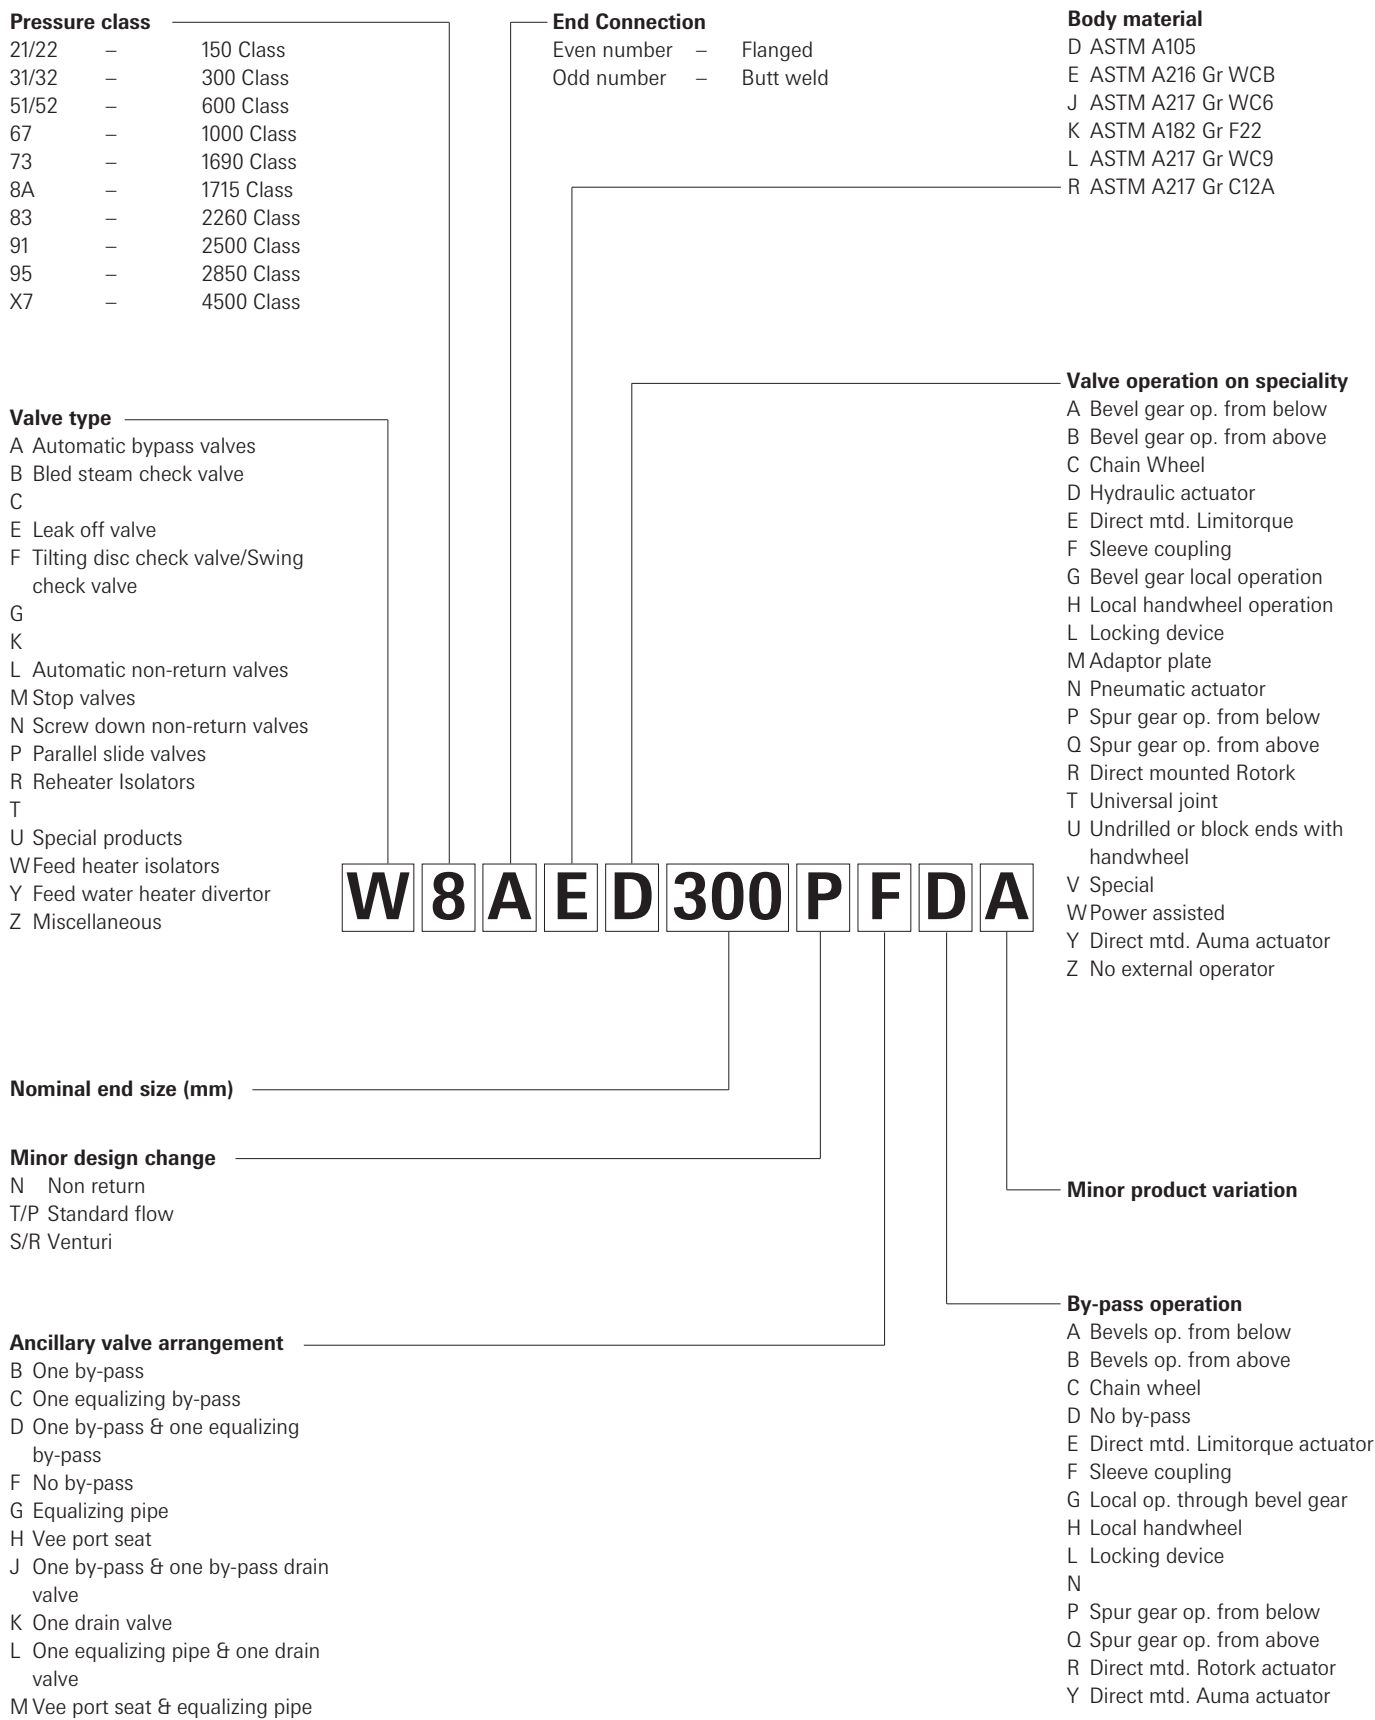 Pressure class
21/22 – 150 Class
31/32 – 300 Class
51/52 – 600 Class
67 – 1000 Class
73 – 1690 Class
8A – 1715 Class
83 – 2260 Class
91 – 2500 Class
95 – 2850 Class
X7 – 4500 Class
End Connection
Even number – Flanged
Odd number – Butt weld
Body material
D ASTM A105
E ASTM A216 Gr WCB
J ASTM A217 Gr WC6
K ASTM A182 Gr F22
L ASTM A217 Gr WC9
R ASTM A217 Gr C12A
Valve type
A Automatic bypass valves
B Bled steam check valve
C
E Leak off valve
F Tilting disc check valve/Swing
check valve
G
K
L Automatic non-return valves
M Stop valves
N Screw down non-return valves
P Parallel slide valves
R Reheater Isolators
T
U Special products
W Feed heater isolators
Y Feed water heater divertor
Z Miscellaneous
Valve operation on speciality
A Bevel gear op. from below
B Bevel gear op. from above
C Chain Wheel
D Hydraulic actuator
E Direct mtd. Limitorque
F Sleeve coupling
G Bevel gear local operation
H Local handwheel operation
L Locking device
M Adaptor plate
N Pneumatic actuator
P Spur gear op. from below
Q Spur gear op. from above
R Direct mounted Rotork
T Universal joint
U Undrilled or block ends with
handwheel
V Special
W Power assisted
Y Direct mtd. Auma actuator
Z No external operator
W 8 A E D 300 P F D A
Nominal end size (mm)
Minor design change
N Non return
T/P Standard flow
S/R Venturi
Minor product variation
Ancillary valve arrangement
B One by-pass
C One equalizing by-pass
D One by-pass & one equalizing
by-pass
F No by-pass
G Equalizing pipe
H Vee port seat
J One by-pass & one by-pass drain
valve
K One drain valve
L One equalizing pipe & one drain
valve
M Vee port seat & equalizing pipe
By-pass operation
A Bevels op. from below
B Bevels op. from above
C Chain wheel
D No by-pass
E Direct mtd. Limitorque actuator
F Sleeve coupling
G Local op. through bevel gear
H Local handwheel
L Locking device
N
P Spur gear op. from below
Q Spur gear op. from above
R Direct mtd. Rotork actuator
Y Direct mtd. Auma actuator